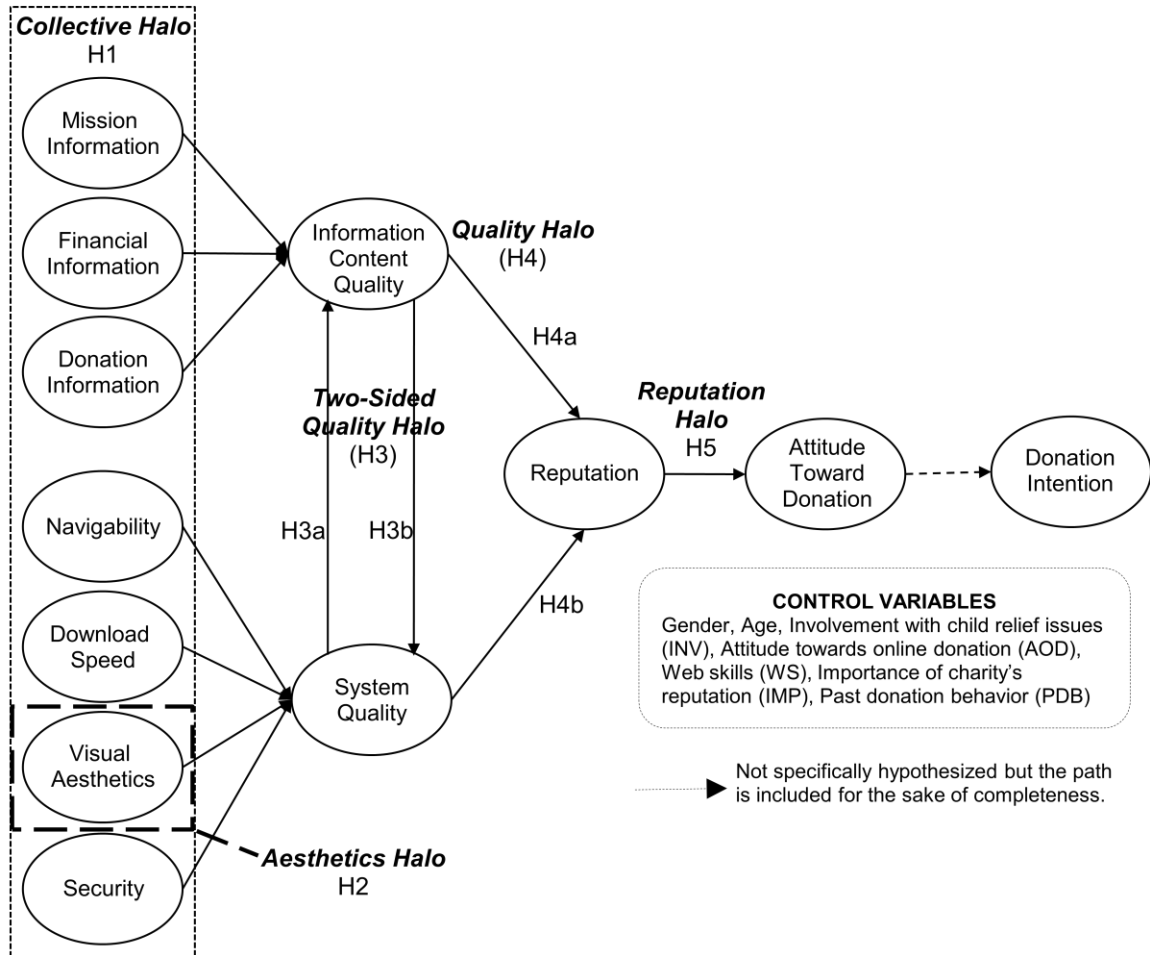 Collective Halo
H1
Mission
Information
Financial
Information
Donation
Information
Navigability
Download
Speed
Visual
Aesthetics
Security
Aesthetics Halo
H2
Information
Content
Quality
Quality Halo
(H4)
H4a
Two-Sided
Quality Halo
(H3)
H3a
H3b
System
Quality
H4b
Reputation
Reputation
Halo
H5
Attitude
Toward
Donation
Donation
Intention
CONTROL VARIABLES
Gender, Age, Involvement with child relief issues
(INV), Attitude towards online donation (AOD),
Web skills (WS), Importance of charity's
reputation (IMP), Past donation behavior (PDB)
Not specifically hypothesized but the path
is included for the sake of completeness.